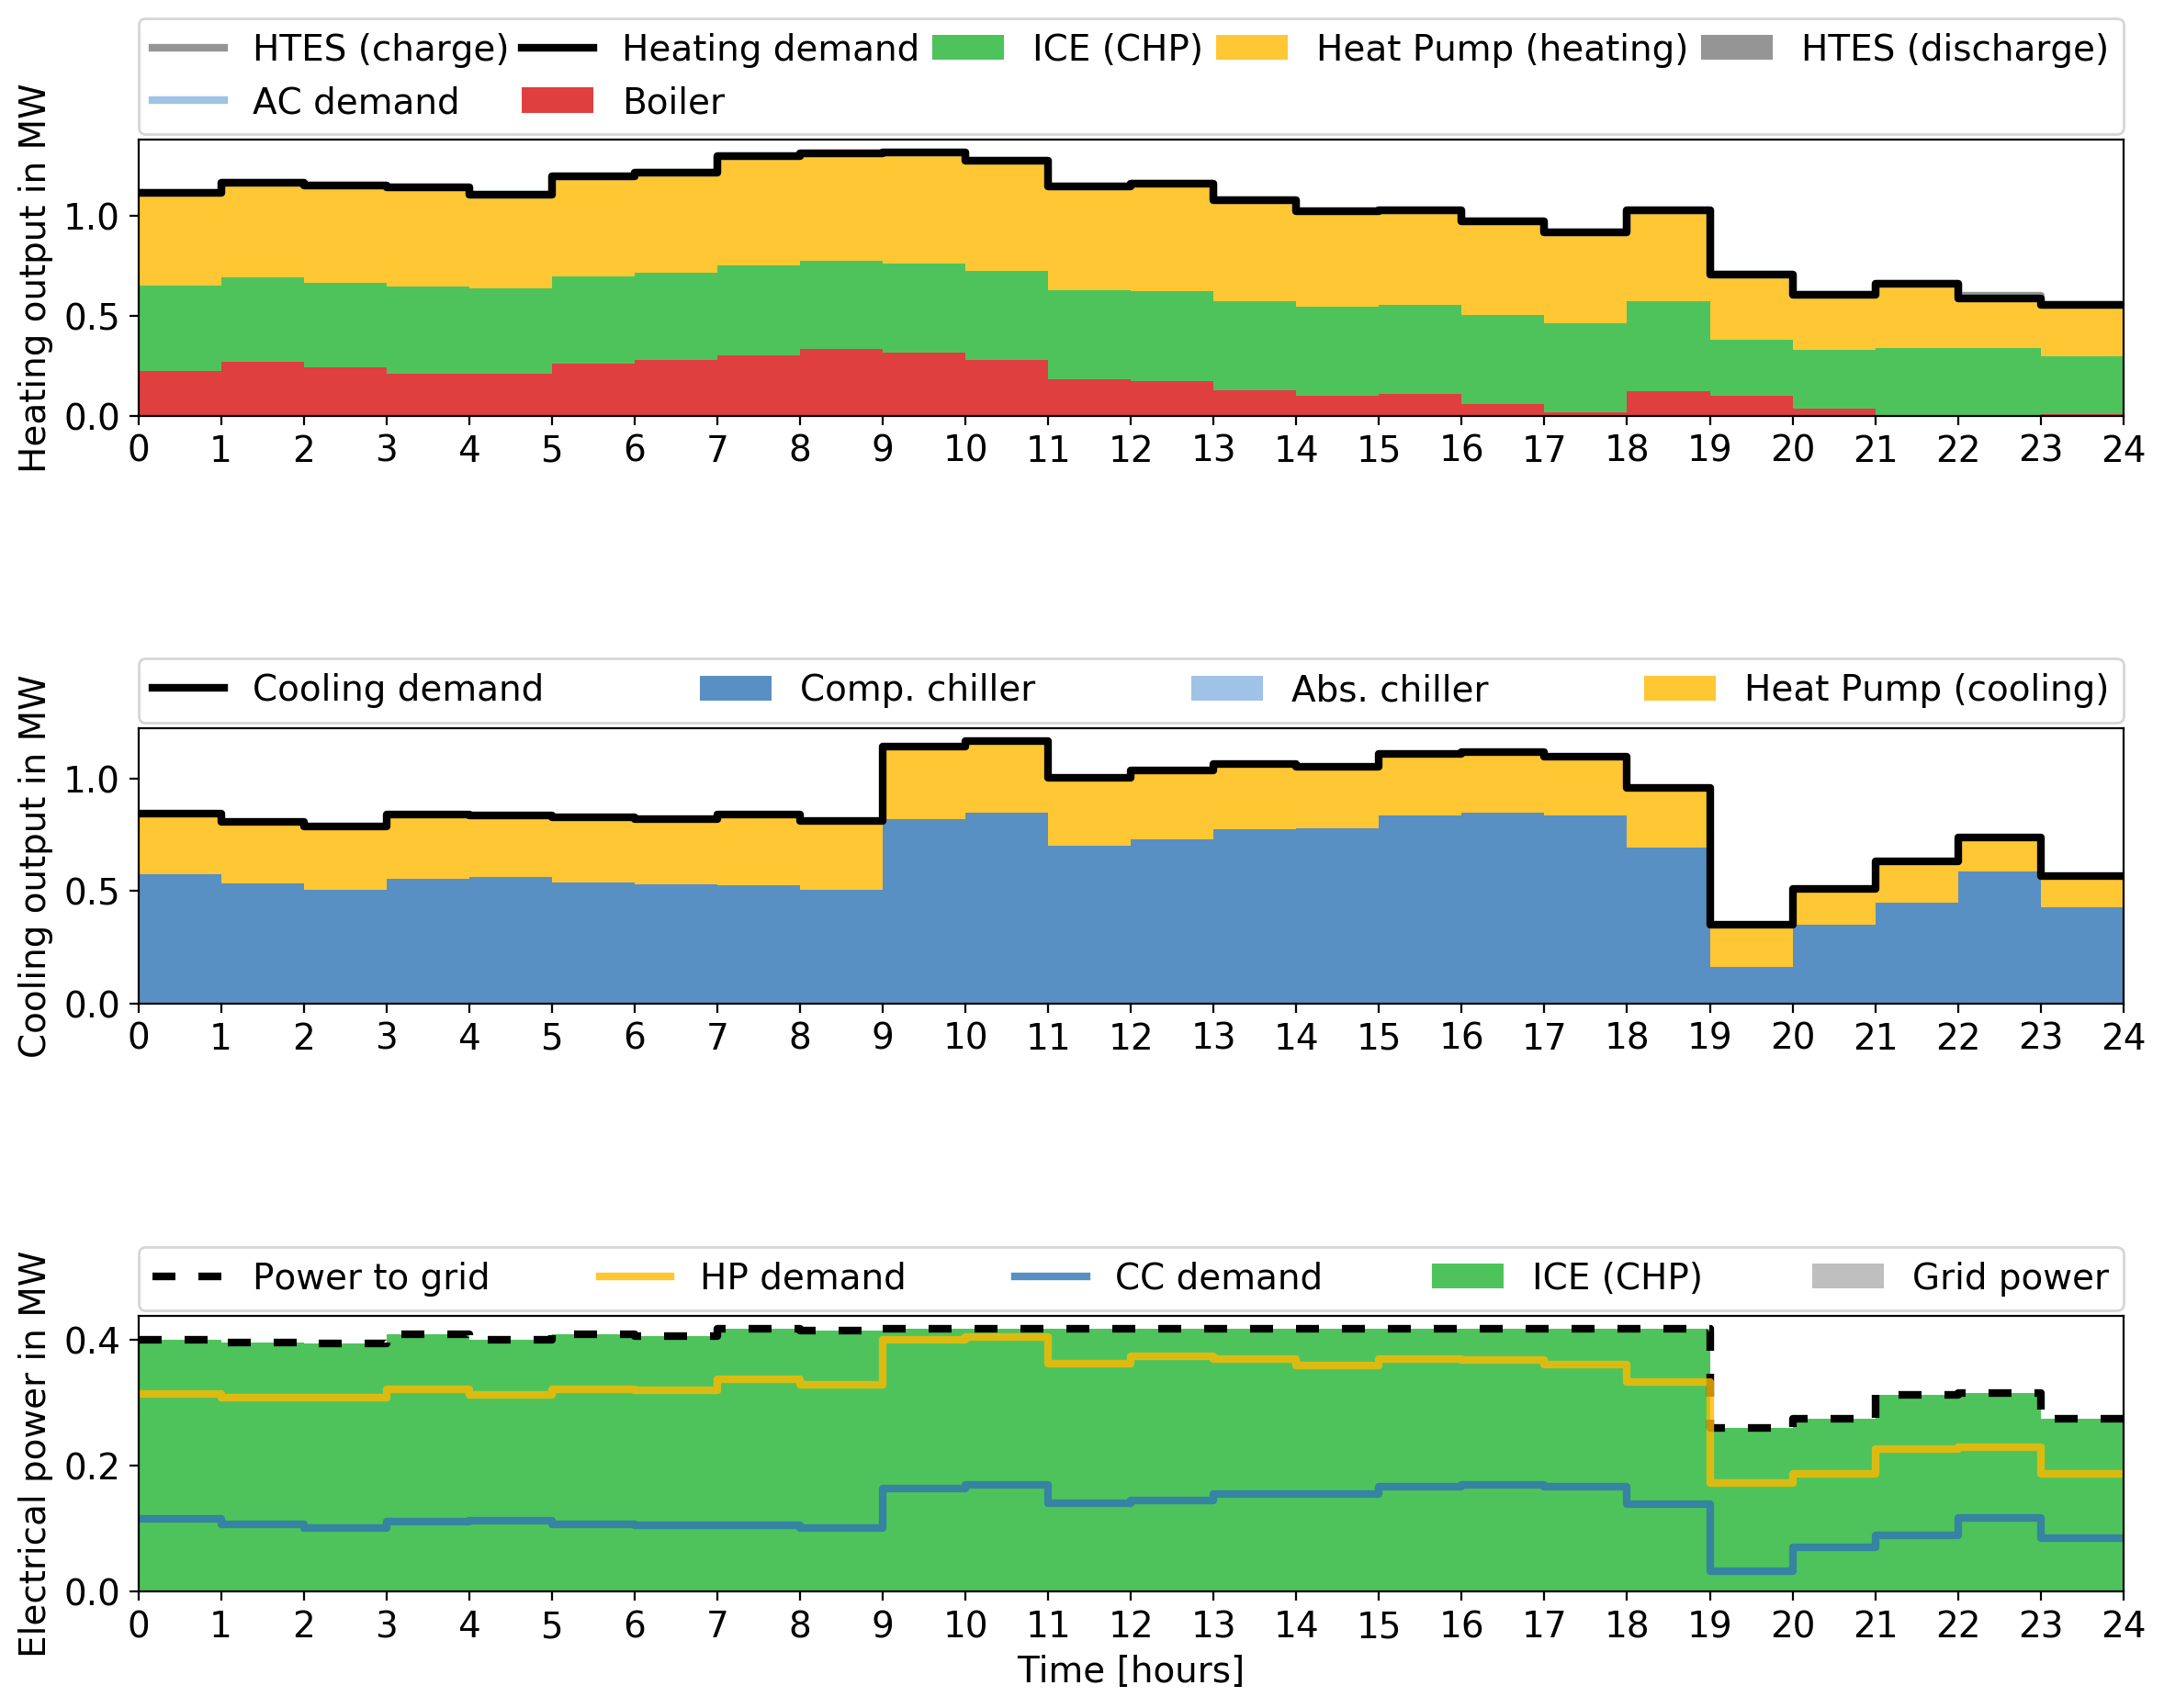 HTES (charge) Heating demand ICE (CHP) Heat Pump (heating) HTES (discharge)
AC demand Boiler
Heating output in MW
1.0
0.5
0.0
0 1 2 3 4 5 6 7 8 9 10 11 12 13 14 15 16 17 18 19 20 21 22 23 24
Cooling demand Comp. chiller Abs. chiller Heat Pump (cooling)
Cooling output in MW
1.0
0.5
0.0
0 1 2 3 4 5 6 7 8 9 10 11 12 13 14 15 16 17 18 19 20 21 22 23 24
Power to grid HP demand CC demand ICE (CHP) Grid power
Electrical power in MW
0.4
0.2
0.0
0 1 2 3 4 5 6 7 8 9 10 11 12 13 14 15 16 17 18 19 20 21 22 23 24
Time [hours]